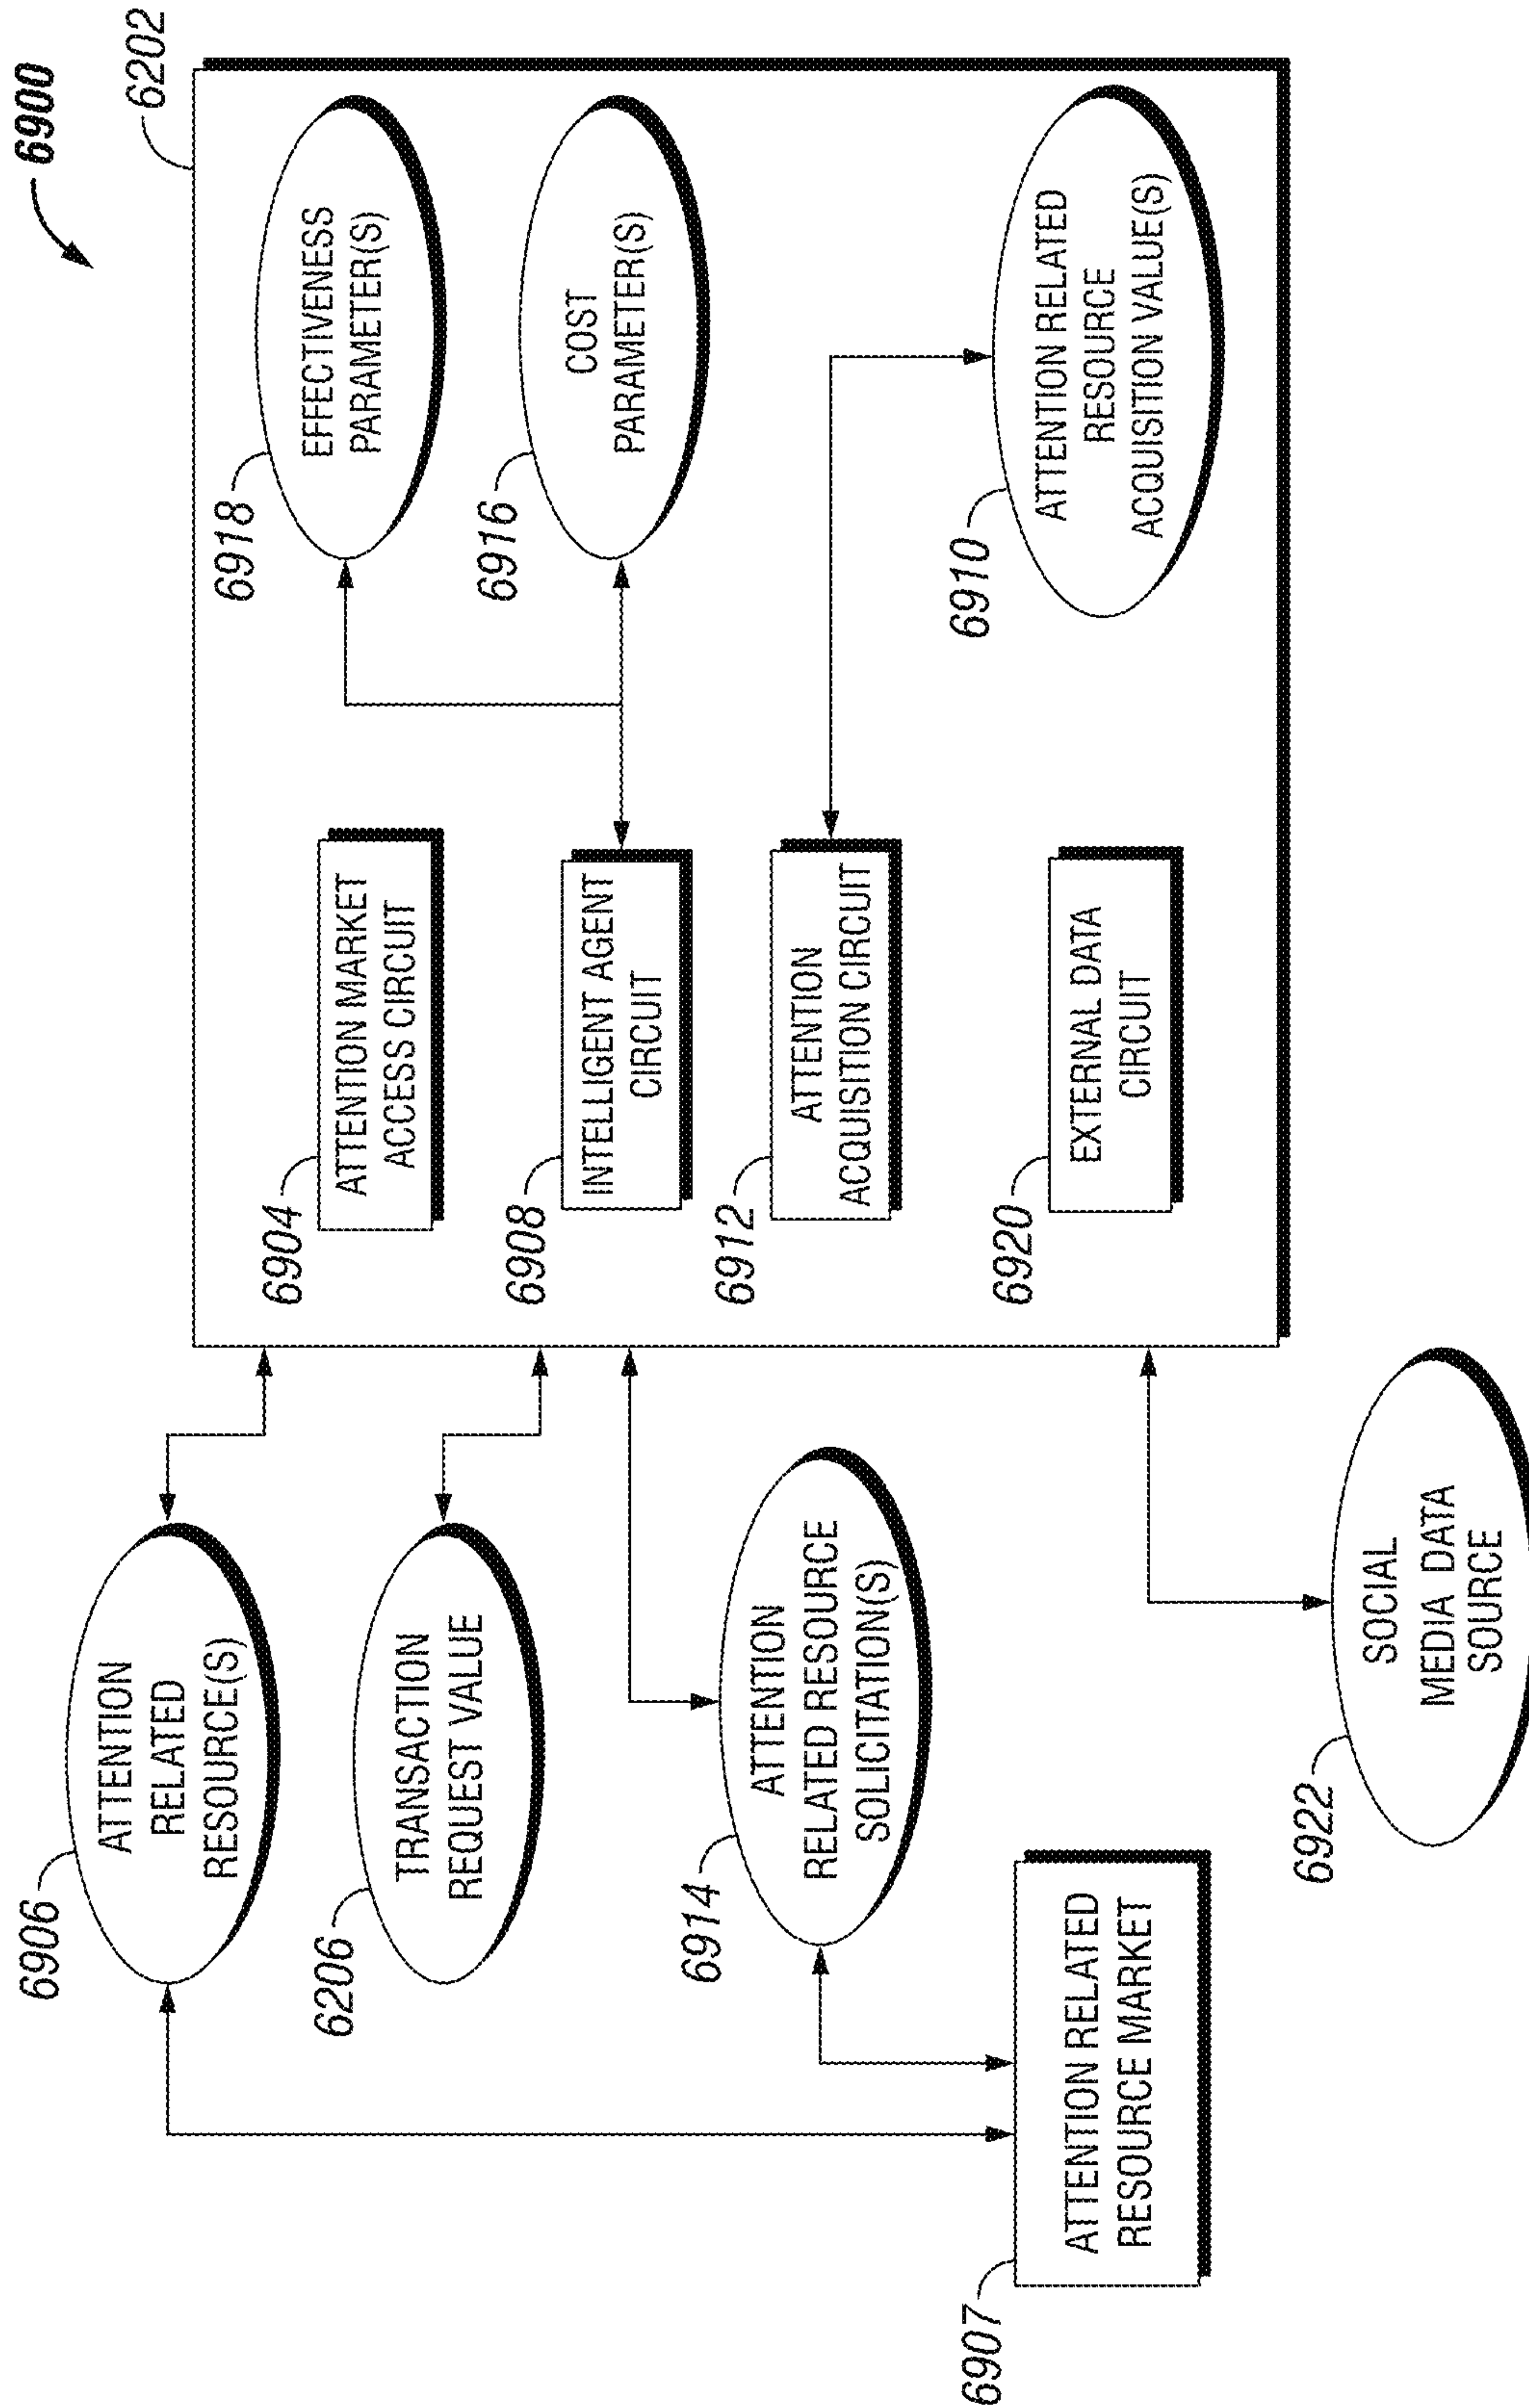 6900
6202
6906
ATTENTION
RELATED
RESOURCE(S)
6206
TRANSACTION
REQUEST VALUE
6914
ATTENTION
RELATED RESOURCE
SOLICITATION(S)
6907
ATTENTION RELATED
RESOURCE MARKET
6922
SOCIAL
MEDIA DATA
SOURCE
6904
ATTENTION MARKET
ACCESS CIRCUIT
6908
INTELLIGENT AGENT
CIRCUIT
6912
ATTENTION
ACQUISITION CIRCUIT
6920
EXTERNAL DATA
CIRCUIT
6918
EFFECTIVENESS
PARAMETER(S)
6916
COST
PARAMETER(S)
6910
ATTENTION RELATED
RESOURCE
ACQUISITION VALUE(S)